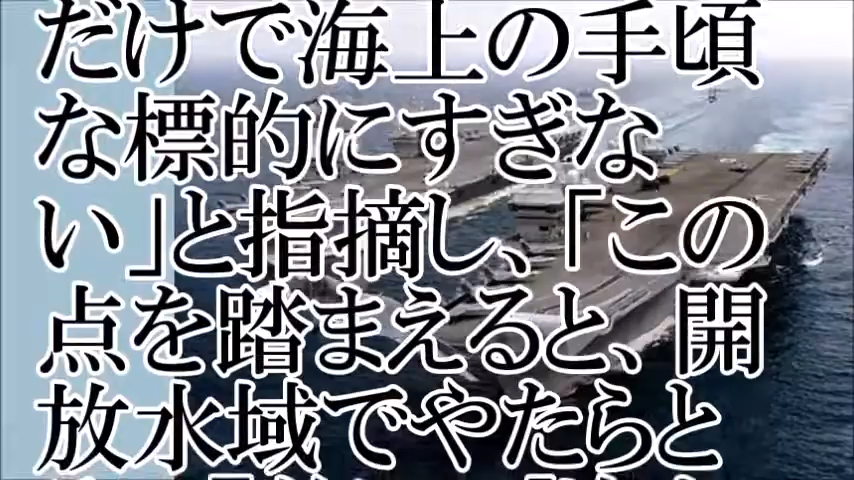 だけで海上の手頃
な標的にすぎな
い」と指摘し、「この
点を踏まえると、開
放水域でやたらと